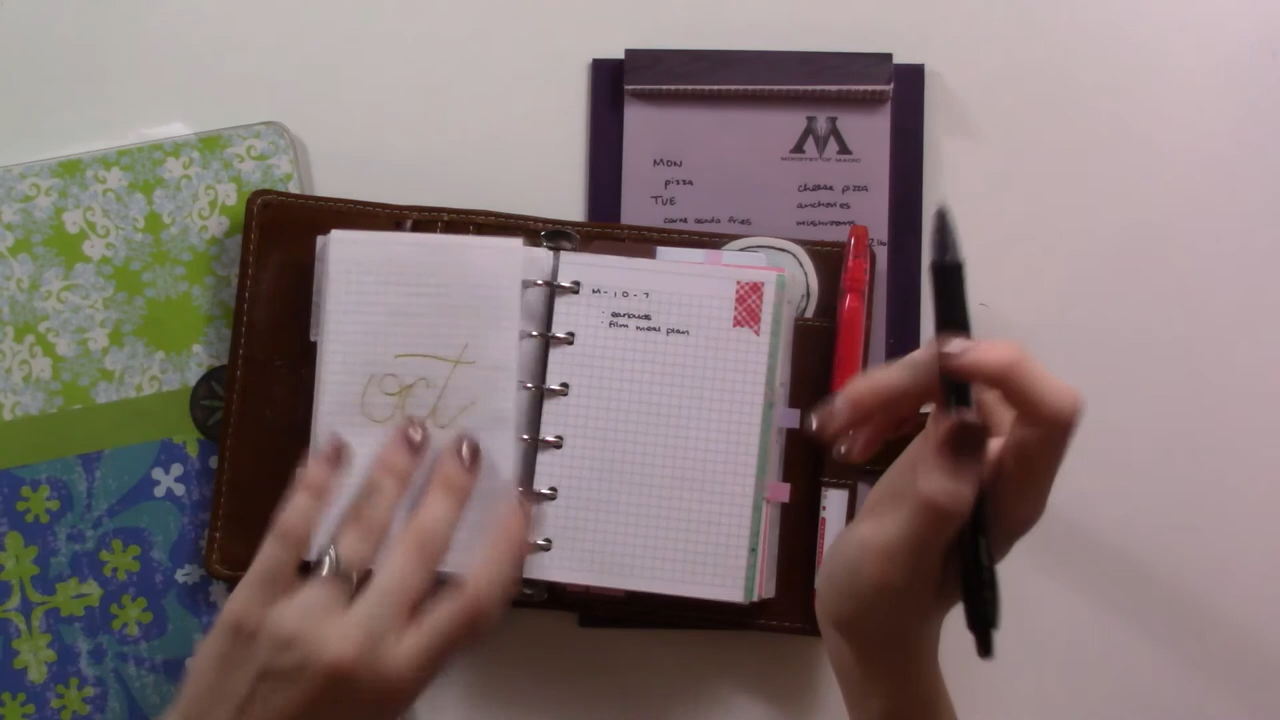 MINISTRY OF MAGIC
MON
pizza
TUE
carne asada fries
cheese pizza
anchovies
mushrooms
oct
M-10-7
· earbuds
· film meal plan